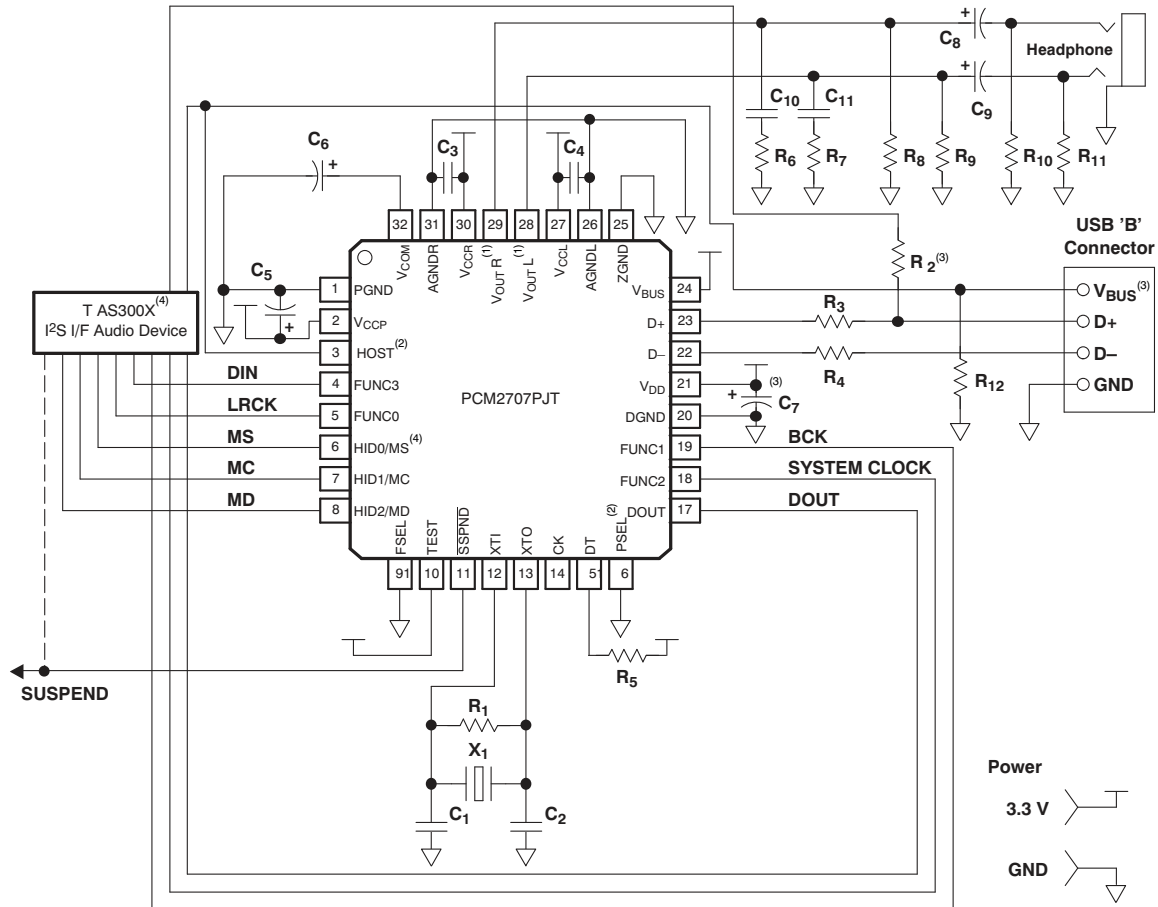 C8
+
Headphone
C9
+
C10
C11
R6
R7
R8
R9
R10
R11
C6
+
C3
C4
32
31
30
29
28
27
26
25
VCOM
AGNDR
VCCR
VOUT R(1)
VOUT L(1)
VCCL
AGNDL
ZGND
USB 'B'
Connector
VBUS(3)
D+
D–
GND
R 2(3)
R3
R4
R12
C5
+
T AS300X(4)
I2S I/F Audio Device
1 PGND
2 VCCP
3 HOST(2)
DIN 4 FUNC3
LRCK 5 FUNC0
MS 6 HID0/MS(4)
MC 7 HID1/MC
MD 8 HID2/MD
PCM2707PJT
VBUS 24
D+ 23
D– 22
VDD 21
DGND 20
FUNC1 19 BCK
FUNC2 18 SYSTEM CLOCK
DOUT 17 DOUT
+
(3)
C7
FSEL
TEST
SSPND
XTI
XTO
CK
DT
PSEL(2)
91
10
11
12
13
14
51
6
SUSPEND
R5
R1
X1
C1
C2
Power
3.3 V
GND